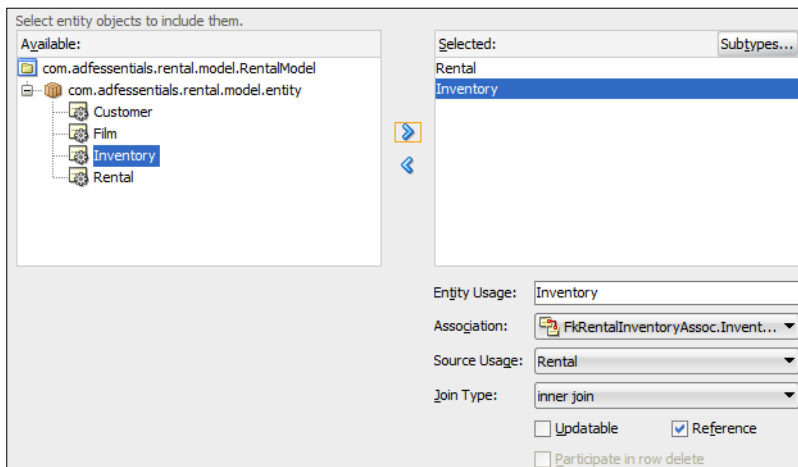 Select entity objects to include them.
Available:
com.adfessentials.rental.model.RentalModel
com.adfessentials.rental.model.entity
Customer
Film
Inventory
Rental
Selected:
Subtypes...
Rental
Inventory
Entity Usage: Inventory
Association: FkRentalInventoryAssoc.Invent...
Source Usage: Rental
Join Type: inner join
Updatable Reference
Participate in row delete